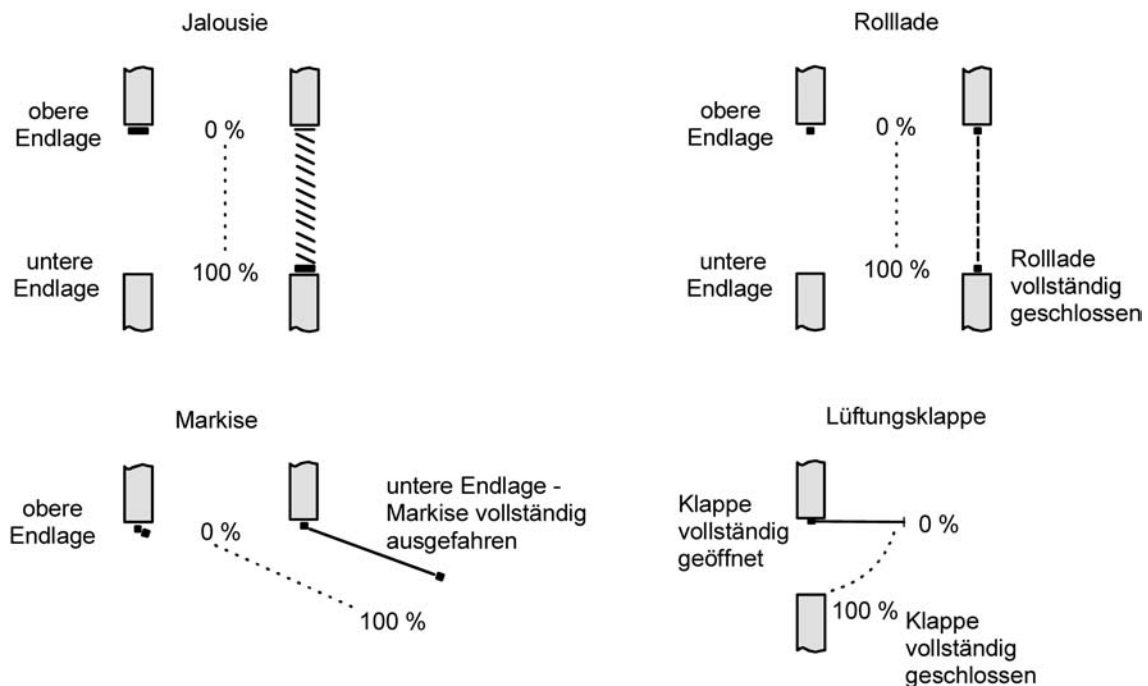 Jalousie
obere
Endlage
0 %
untere
Endlage
100 %
Rolllade
obere
Endlage
0 %
untere
Endlage
100 %
Rolllade
vollständig
geschlossen
Markise
obere
Endlage
0 %
100 %
untere Endlage -
Markise vollständig
ausgefahren
Lüftungsklappe
Klappe
vollständig
geöffnet
0 %
100 %
Klappe
vollständig
geschlossen